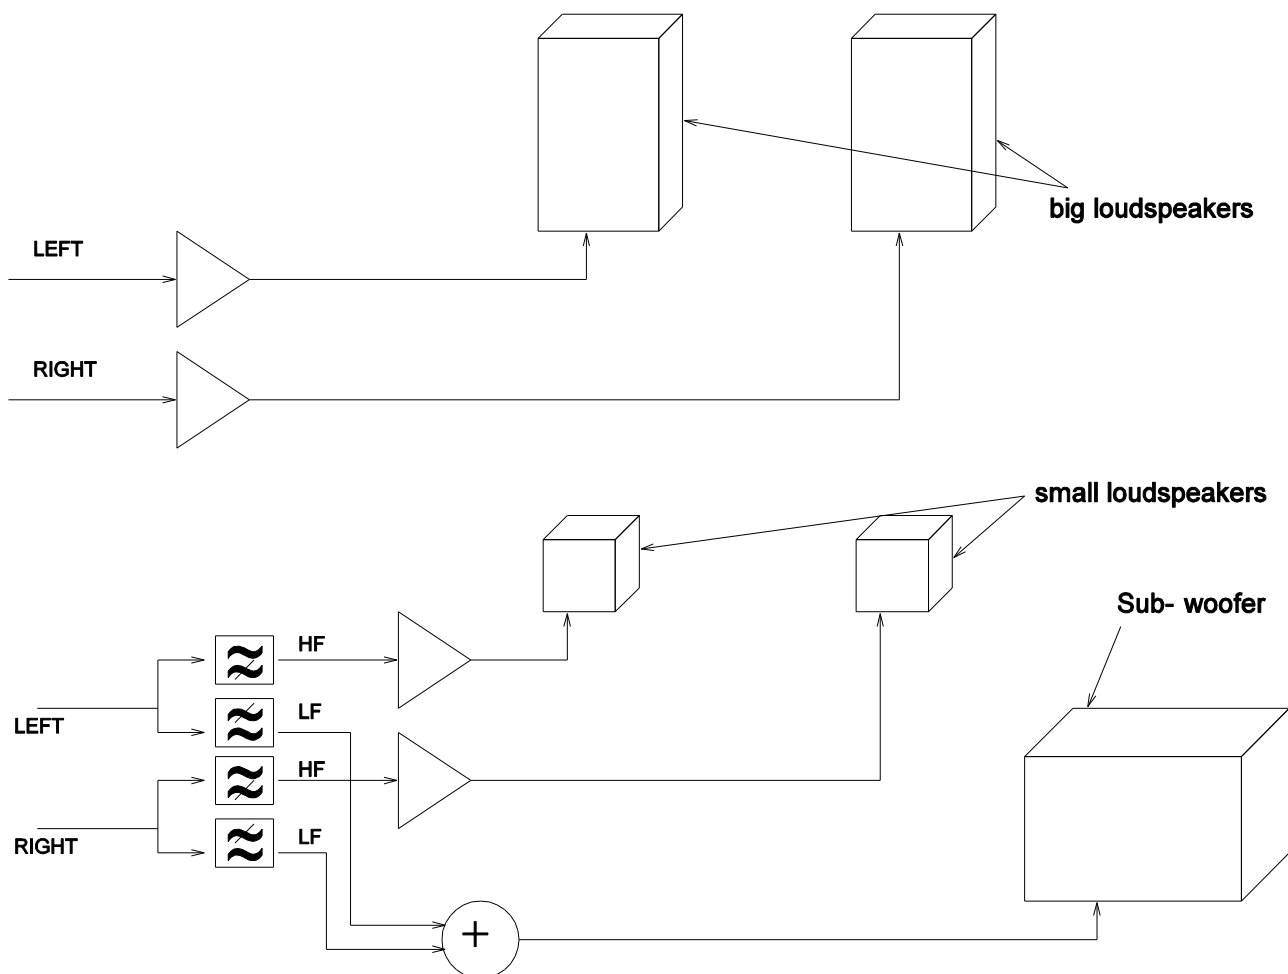 big loudspeakers
LEFT
RIGHT
small loudspeakers
Sub- woofer
HF
LEFT
LF
HF
RIGHT
LF
+